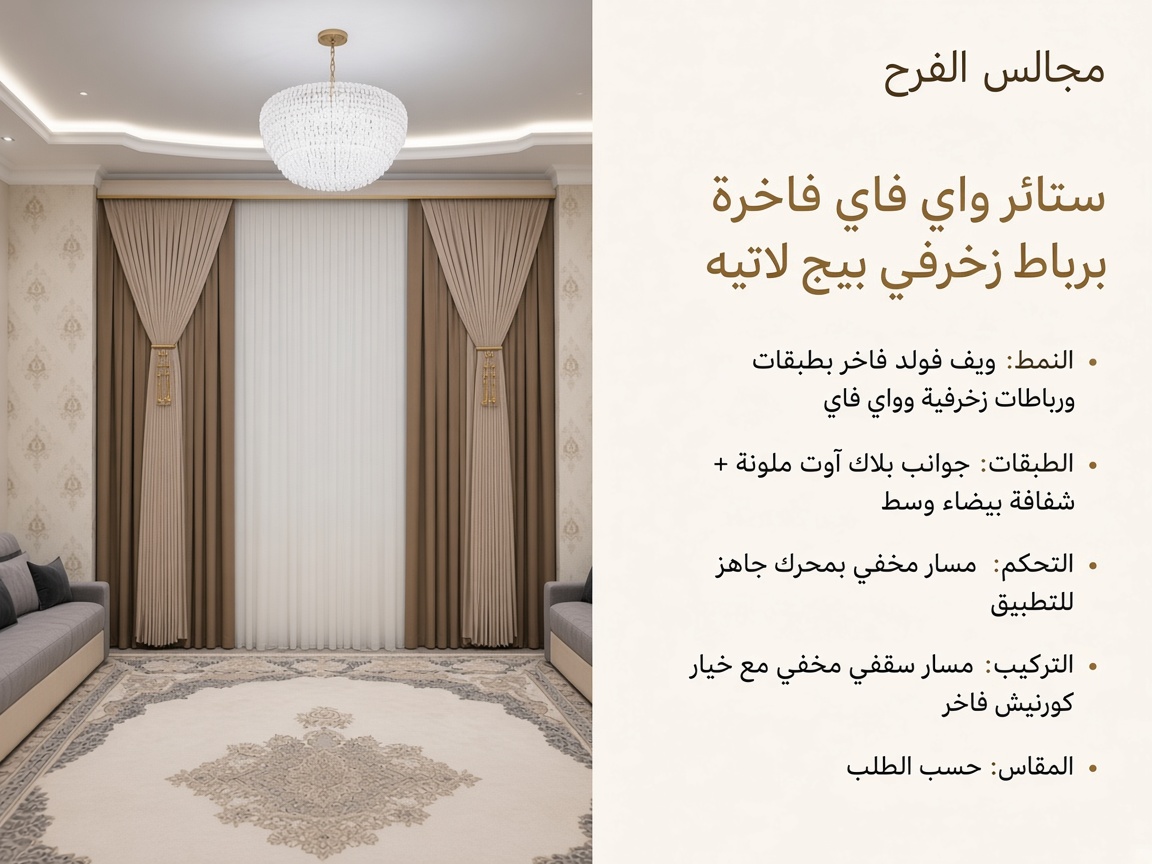 مجالس الفرح
ستائر واي فاي فاخرة
برباط زخرفي بيج لاتيه
• النمط: ويف فولد فاخر بطبقات
ورباطات زخرفية وواي فاي
• الطبقات: جوانب بلاك آوت ملونة +
شفافة بيضاء وسط
• التحكم: مسار مخفي بمحرك جاهز
للتطبيق
• التركيب: مسار سقفي مخفي مع خيار
كورنيش فاخر
• المقاس: حسب الطلب